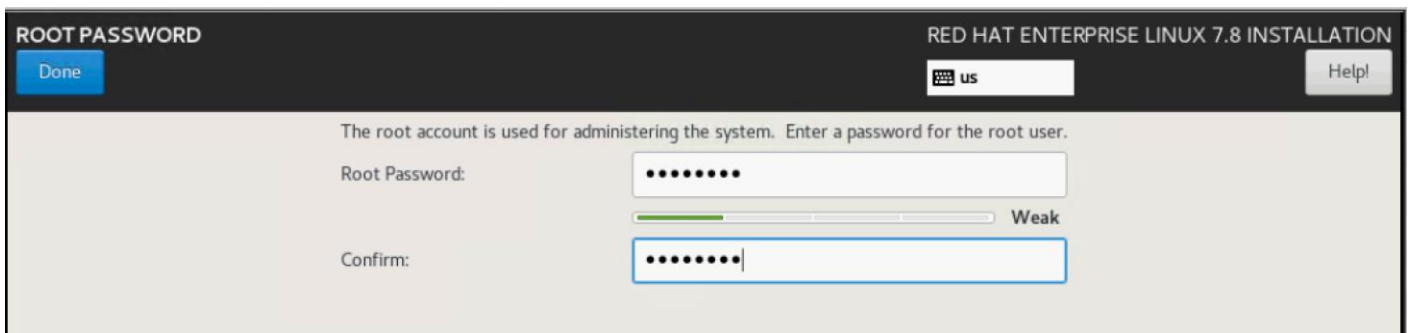 ROOT PASSWORD
RED HAT ENTERPRISE LINUX 7.8 INSTALLATION
Done
us
Help!
The root account is used for administering the system. Enter a password for the root user.
Root Password: ••••••••
Weak
Confirm: ••••••••